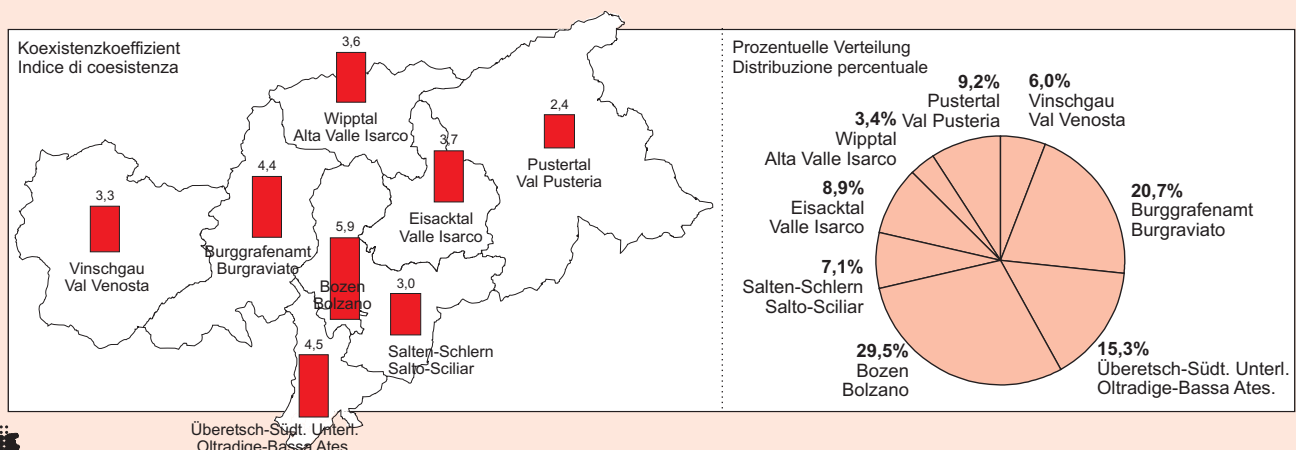 Koexistenzkoeffizient
Indice di coesistenza
3,6
Wipptal
Alta Valle Isarco
2,4
Pustertal
Val Pusteria
3,7
Eisacktal
Valle Isarco
4,4
Burggrafenamt
Burgraviato
3,3
Vinschgau
Val Venosta
5,9
Bozen
Bolzano
3,0
Salten-Schlern
Salto-Sciliar
4,5
Überetsch-Südt. Unterl.
Oltradige-Bassa Ates.
Prozentuelle Verteilung
Distribuzione percentuale
9,2%
Pustertal
Val Pusteria
6,0%
Vinschgau
Val Venosta
3,4%
Wipptal
Alta Valle Isarco
20,7%
Burggrafenamt
Burgraviato
8,9%
Eisacktal
Valle Isarco
7,1%
Salten-Schlern
Salto-Sciliar
29,5%
Bozen
Bolzano
15,3%
Überetsch-Südt. Unterl.
Oltradige-Bassa Ates.